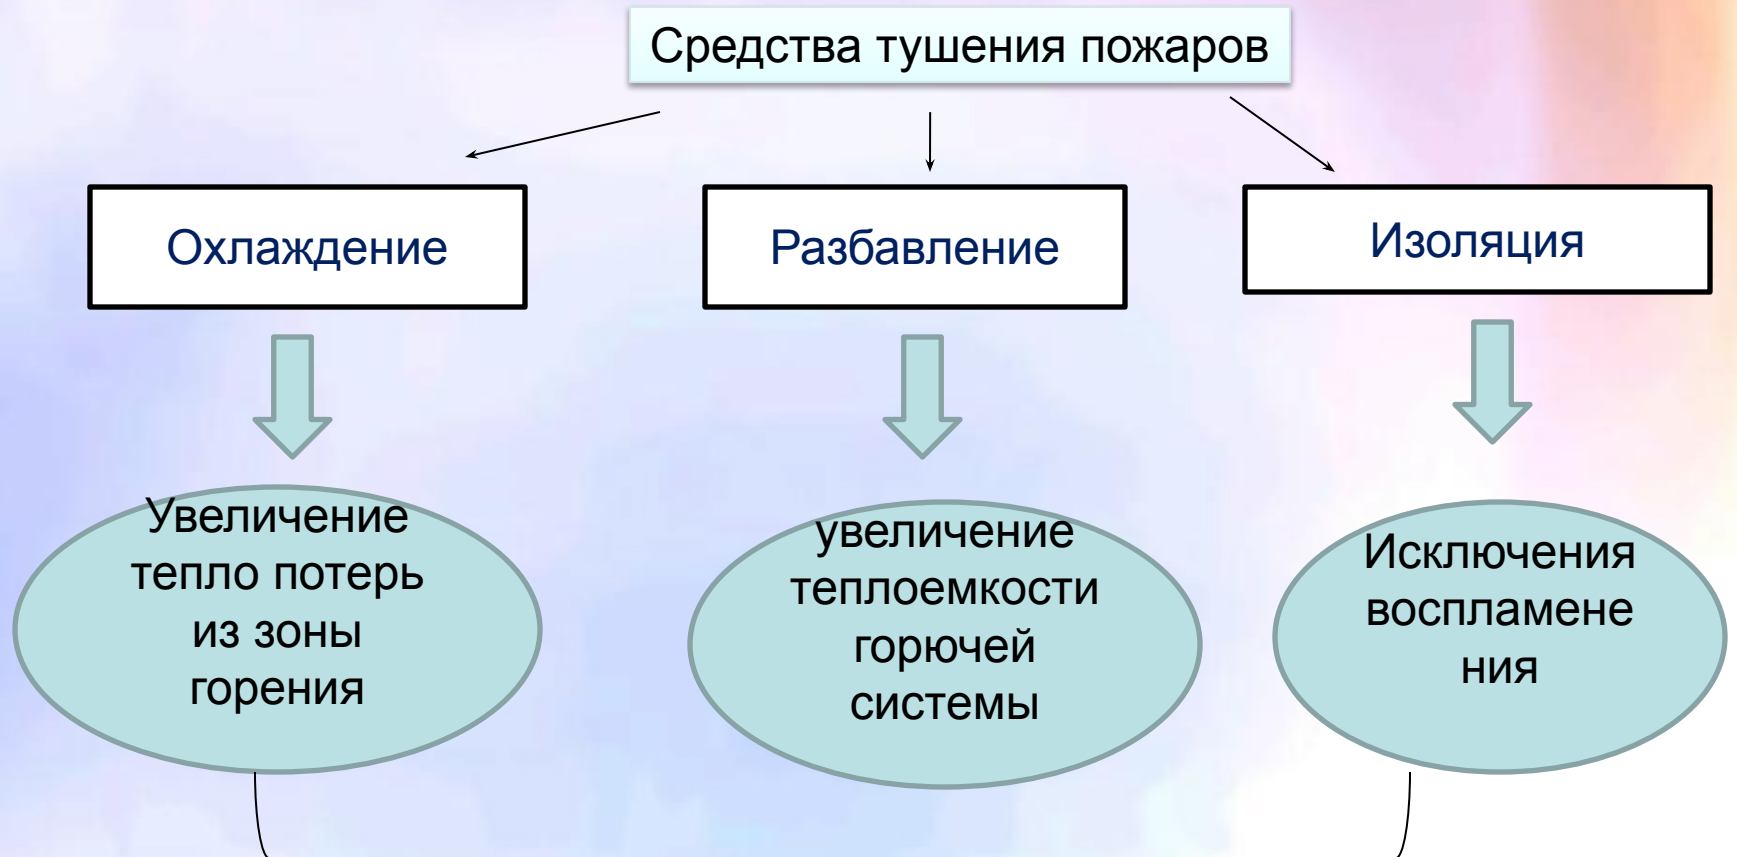 Средства тушения пожаров
Охлаждение
Разбавление
Изоляция
Увеличение
тепло потерь
из зоны
горения
увеличение
теплоемкости
горючей
системы
Исключения
воспламене
ния